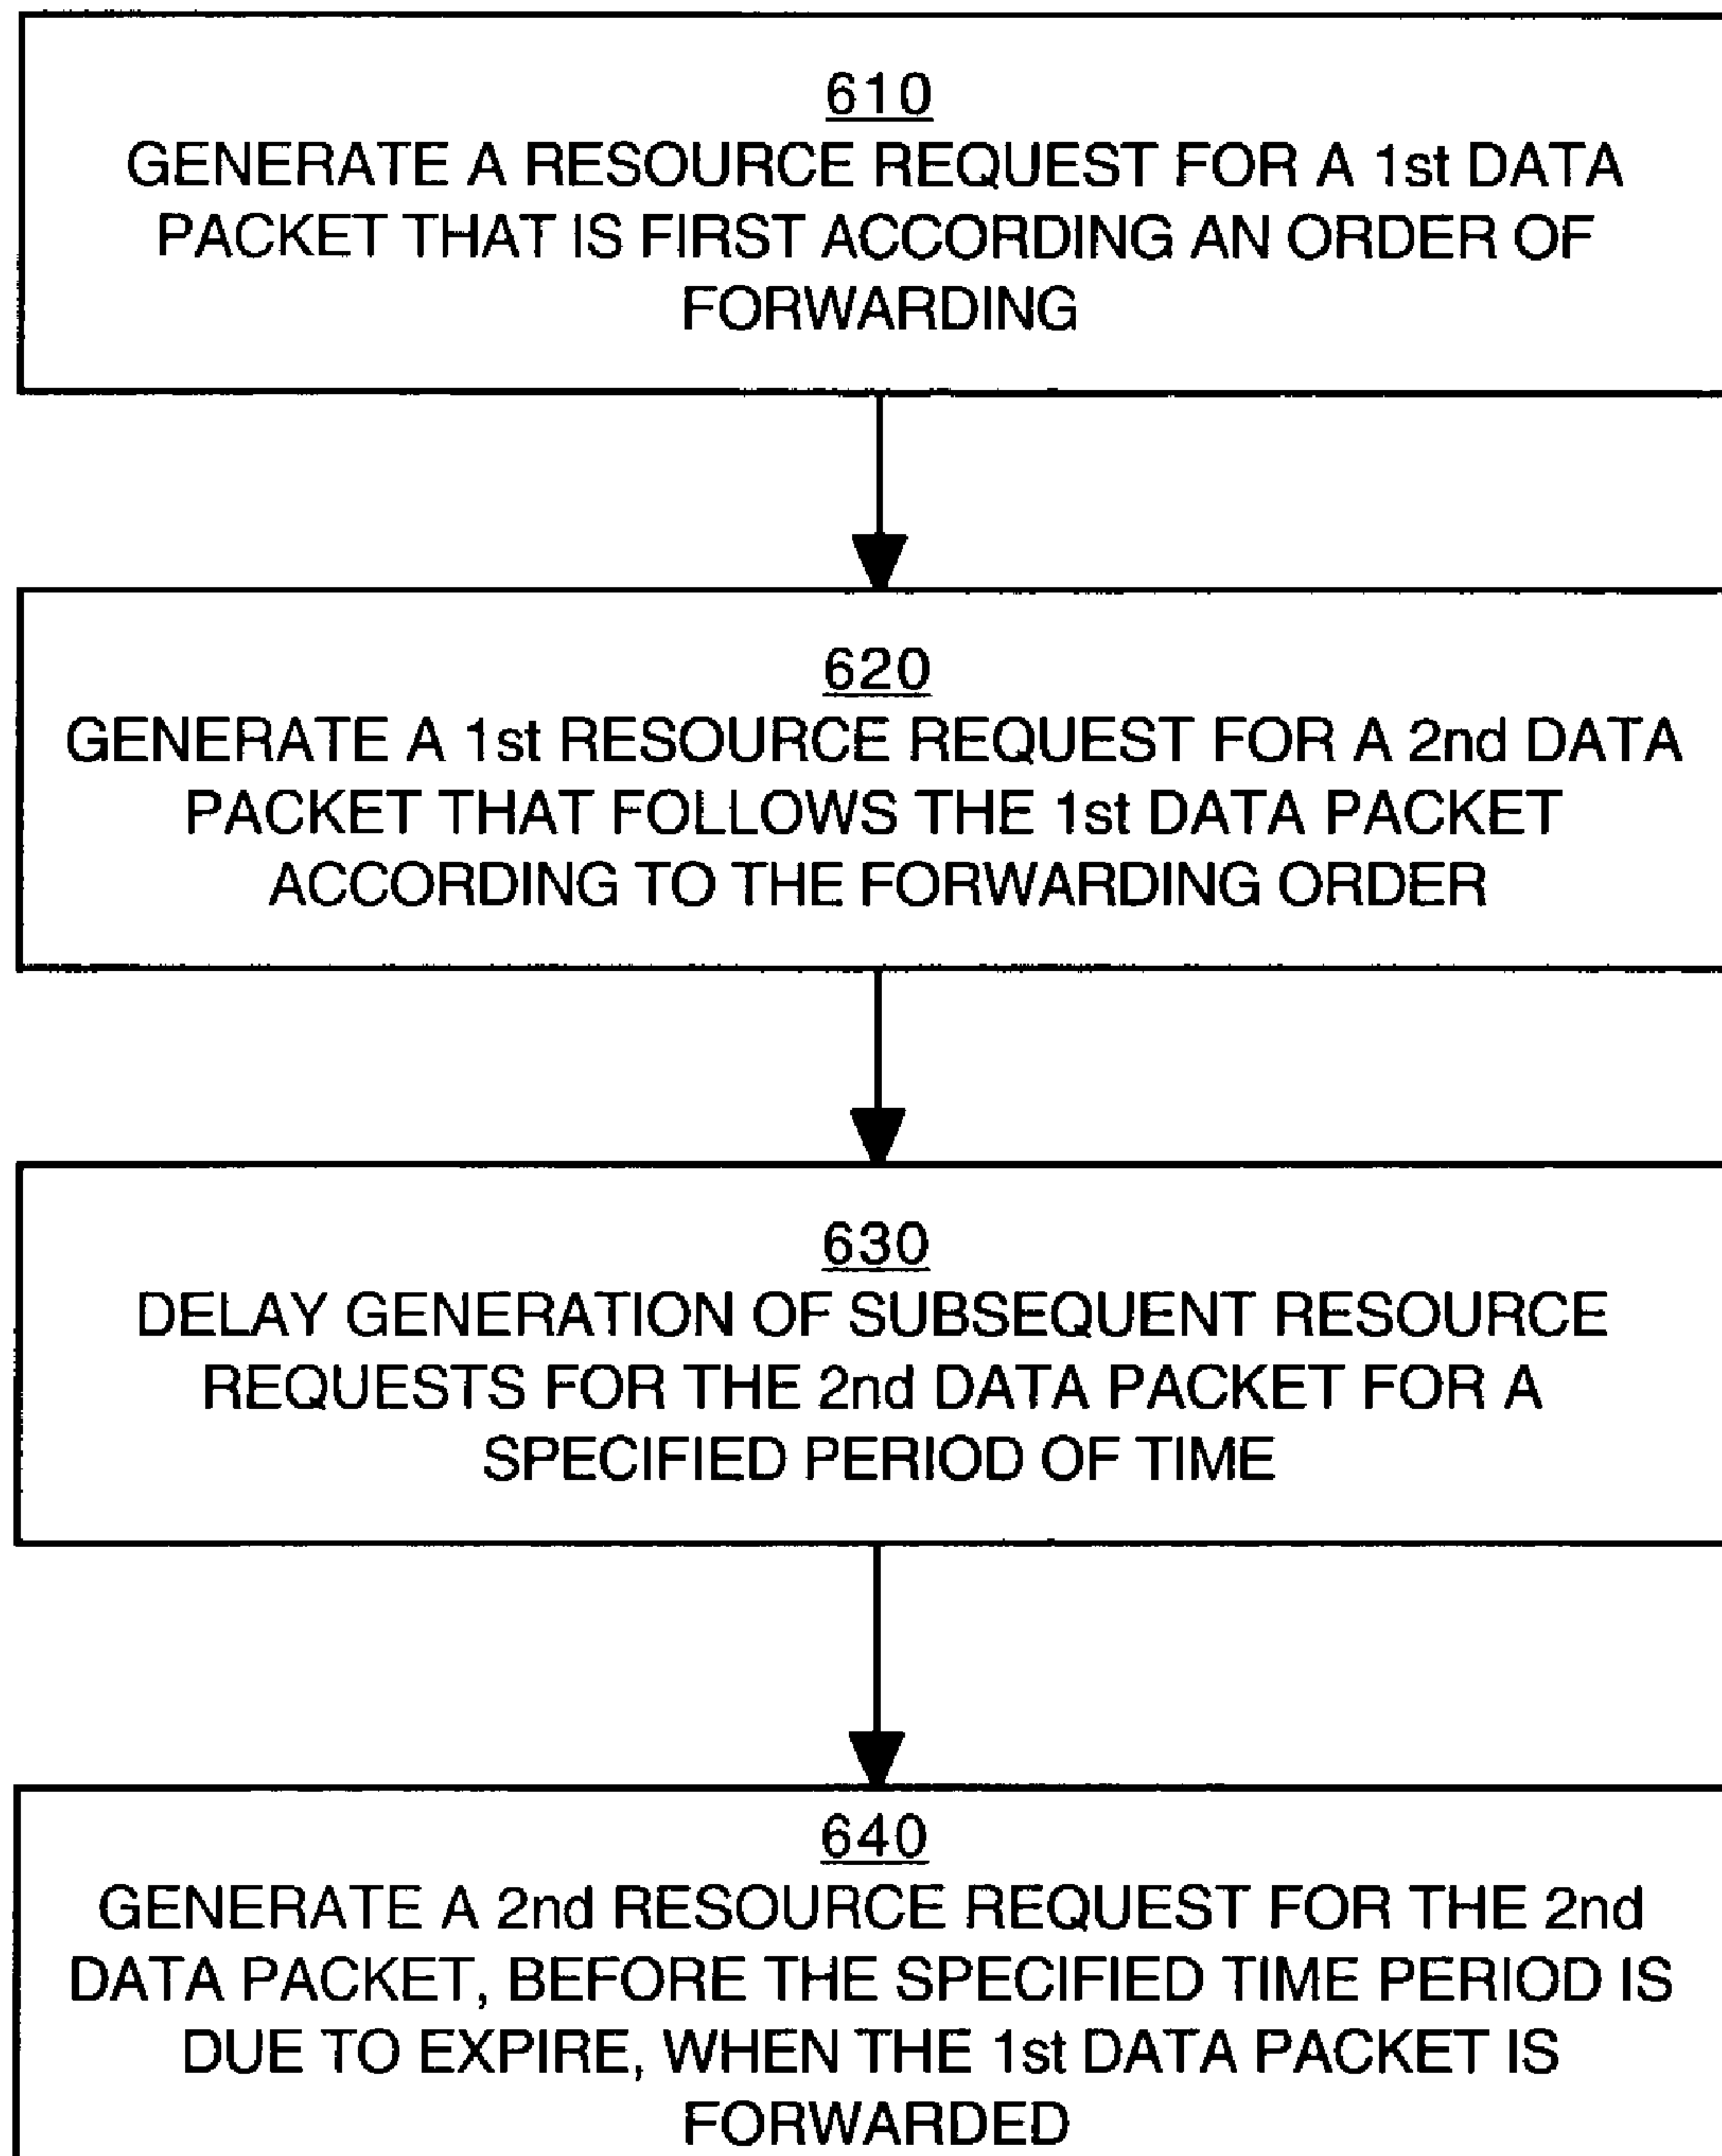 610
GENERATE A RESOURCE REQUEST FOR A 1st DATA
PACKET THAT IS FIRST ACCORDING AN ORDER OF
FORWARDING
620
GENERATE A 1st RESOURCE REQUEST FOR A 2nd DATA
PACKET THAT FOLLOWS THE 1st DATA PACKET
ACCORDING TO THE FORWARDING ORDER
630
DELAY GENERATION OF SUBSEQUENT RESOURCE
REQUESTS FOR THE 2nd DATA PACKET FOR A
SPECIFIED PERIOD OF TIME
640
GENERATE A 2nd RESOURCE REQUEST FOR THE 2nd
DATA PACKET, BEFORE THE SPECIFIED TIME PERIOD IS
DUE TO EXPIRE, WHEN THE 1st DATA PACKET IS
FORWARDED